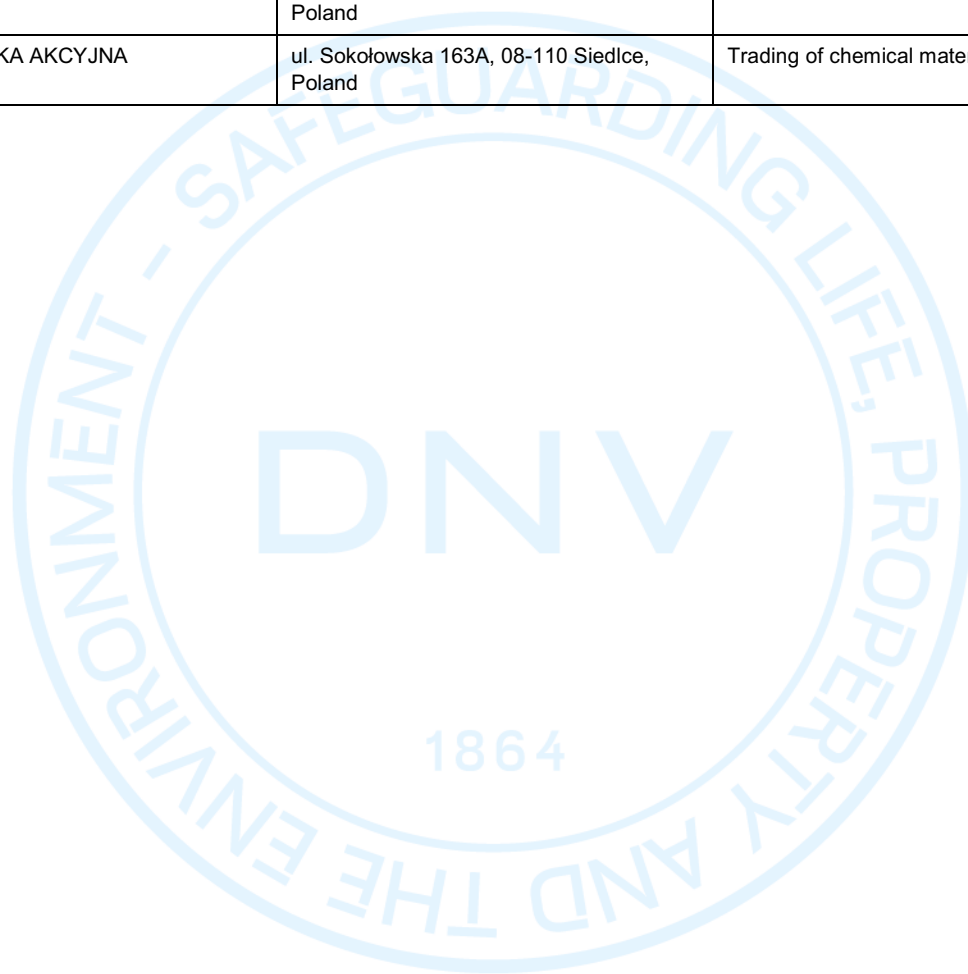 Poland
KA AKCYJNA
ul. Sokołowska 163A, 08-110 Siedlce,
Poland
Trading of chemical mate
SAFEGUARDING LIFE, PROPERTY AND THE ENVIRONMENT –
DNV
1864